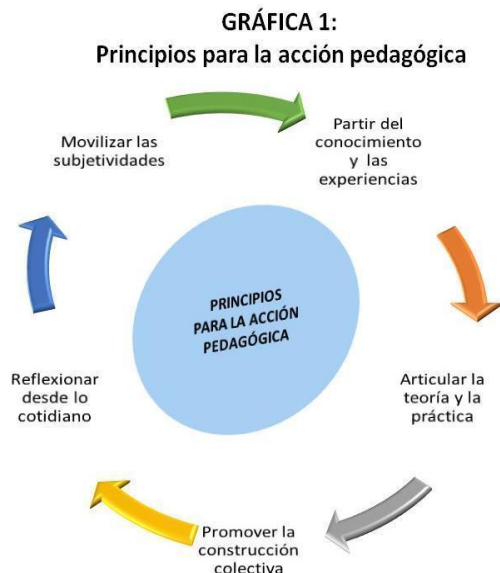 GRÁFICA 1:
Principios para la acción pedagógica
Movilizar las
subjetividades
Partir del
conocimiento
y las
experiencias
PRINCIPIOS
PARA LA ACCIÓN
PEDAGÓGICA
Reflexionar
desde lo
cotidiano
Articular la
teoría y la
práctica
Promover la
construcción
colectiva